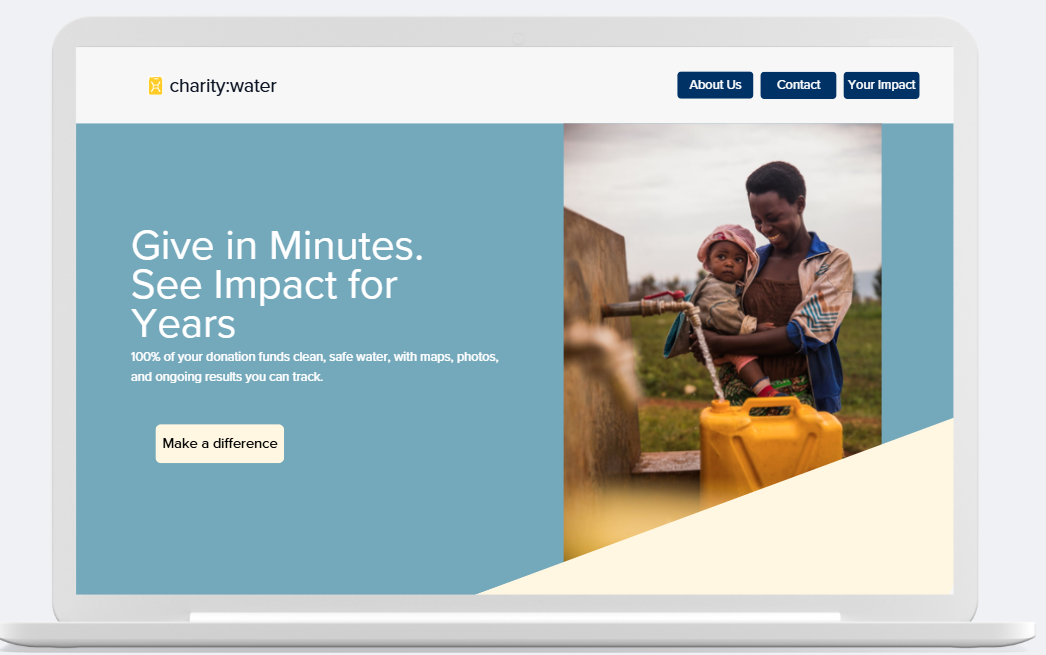 charity:water
About Us
Contact
Your Impact
Give in Minutes.
See Impact for
Years
100% of your donation funds clean, safe water, with maps, photos,
and ongoing results you can track.
Make a difference